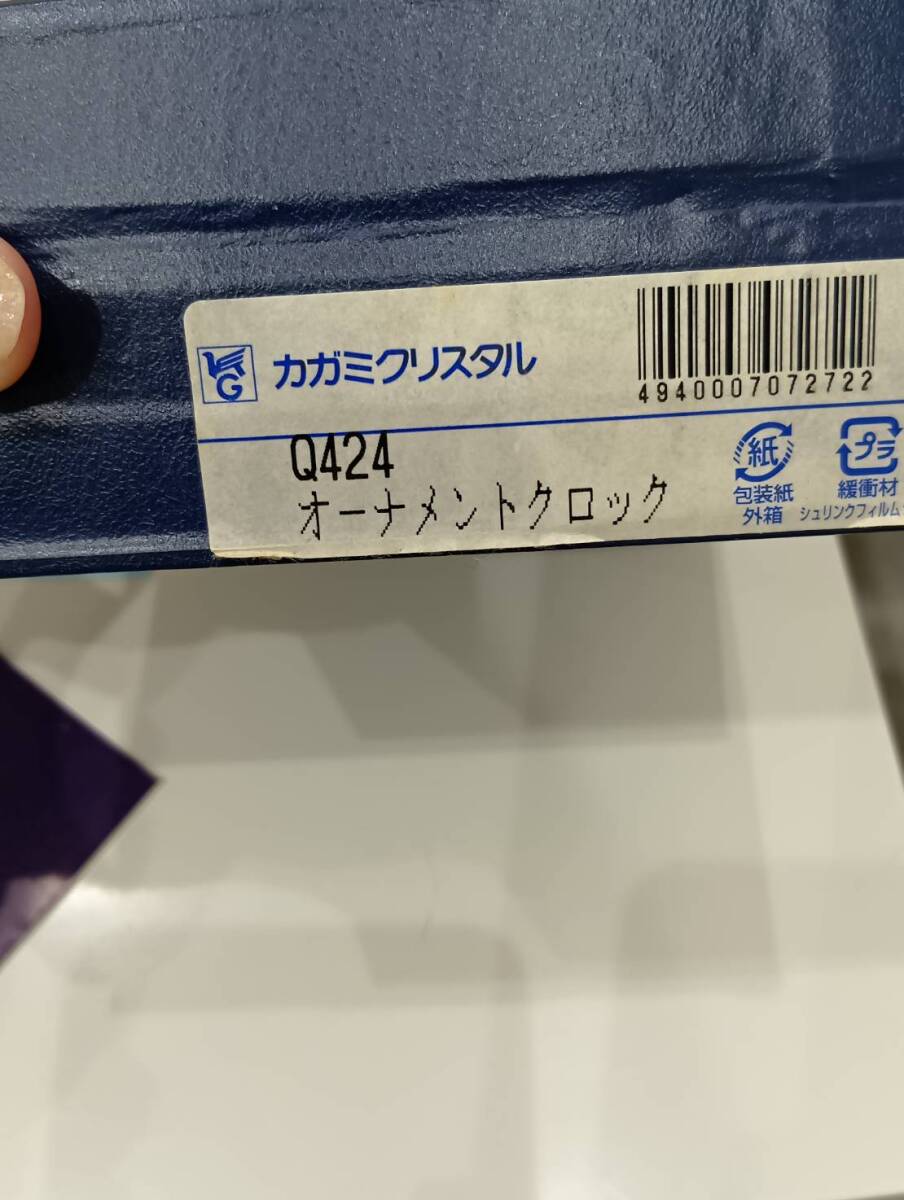 G カガミクリスタル
4940007072722
Q424
オーナメントクロック
紙
包装紙
外箱
プラ
緩衝材
シュリンクフィルム